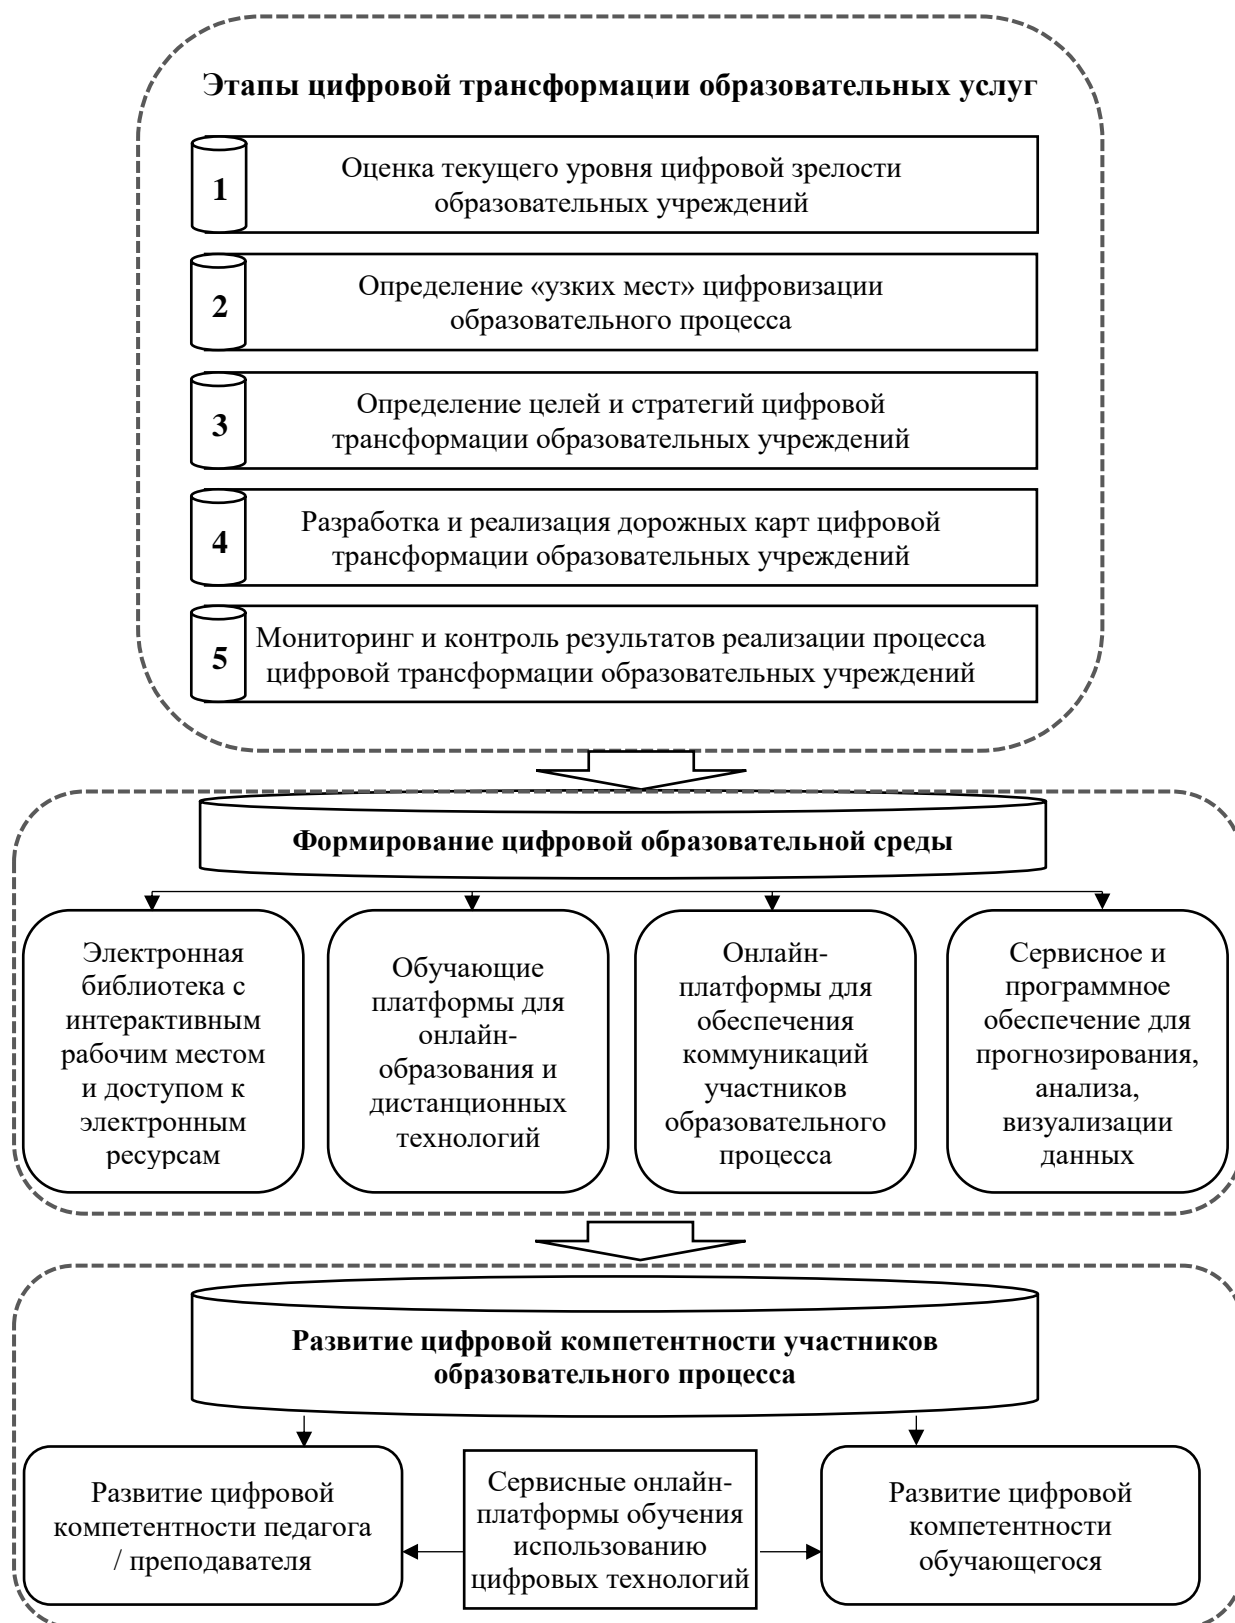 Этапы цифровой трансформации образовательных услуг
1
Оценка текущего уровня цифровой зрелости
образовательных учреждений
2
Определение «узких мест» цифровизации
образовательного процесса
3
Определение целей и стратегий цифровой
трансформации образовательных учреждений
4
Разработка и реализация дорожных карт цифровой
трансформации образовательных учреждений
5
Мониторинг и контроль результатов реализации процесса
цифровой трансформации образовательных учреждений
Формирование цифровой образовательной среды
Электронная
библиотека с
интерактивным
рабочим местом
и доступом к
электронным
ресурсам
Обучающие
платформы для
онлайн-
образования и
дистанционных
технологий
Онлайн-
платформы для
обеспечения
коммуникаций
участников
образовательного
процесса
Сервисное и
программное
обеспечение для
прогнозирования,
анализа,
визуализации
данных
Развитие цифровой компетентности участников
образовательного процесса
Развитие цифровой
компетентности педагога
/ преподавателя
Сервисные онлайн-
платформы обучения
использованию
цифровых технологий
Развитие цифровой
компетентности
обучающегося